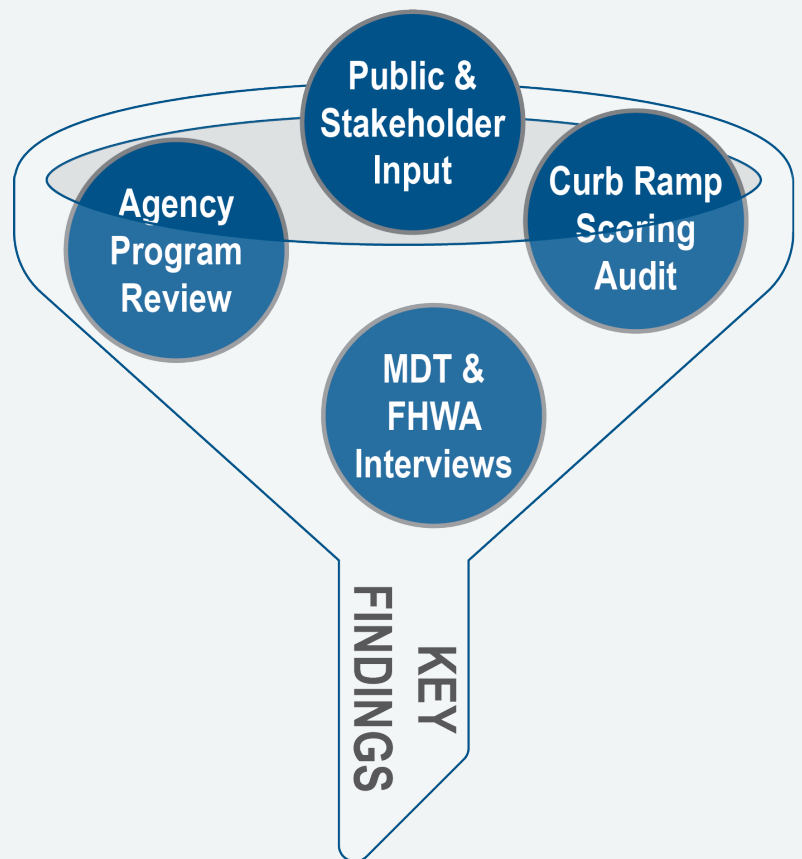 Public &
Stakeholder
Input
Agency
Program
Review
Curb Ramp
Scoring
Audit
MDT &
FHWA
Interviews
KEY
FINDINGS